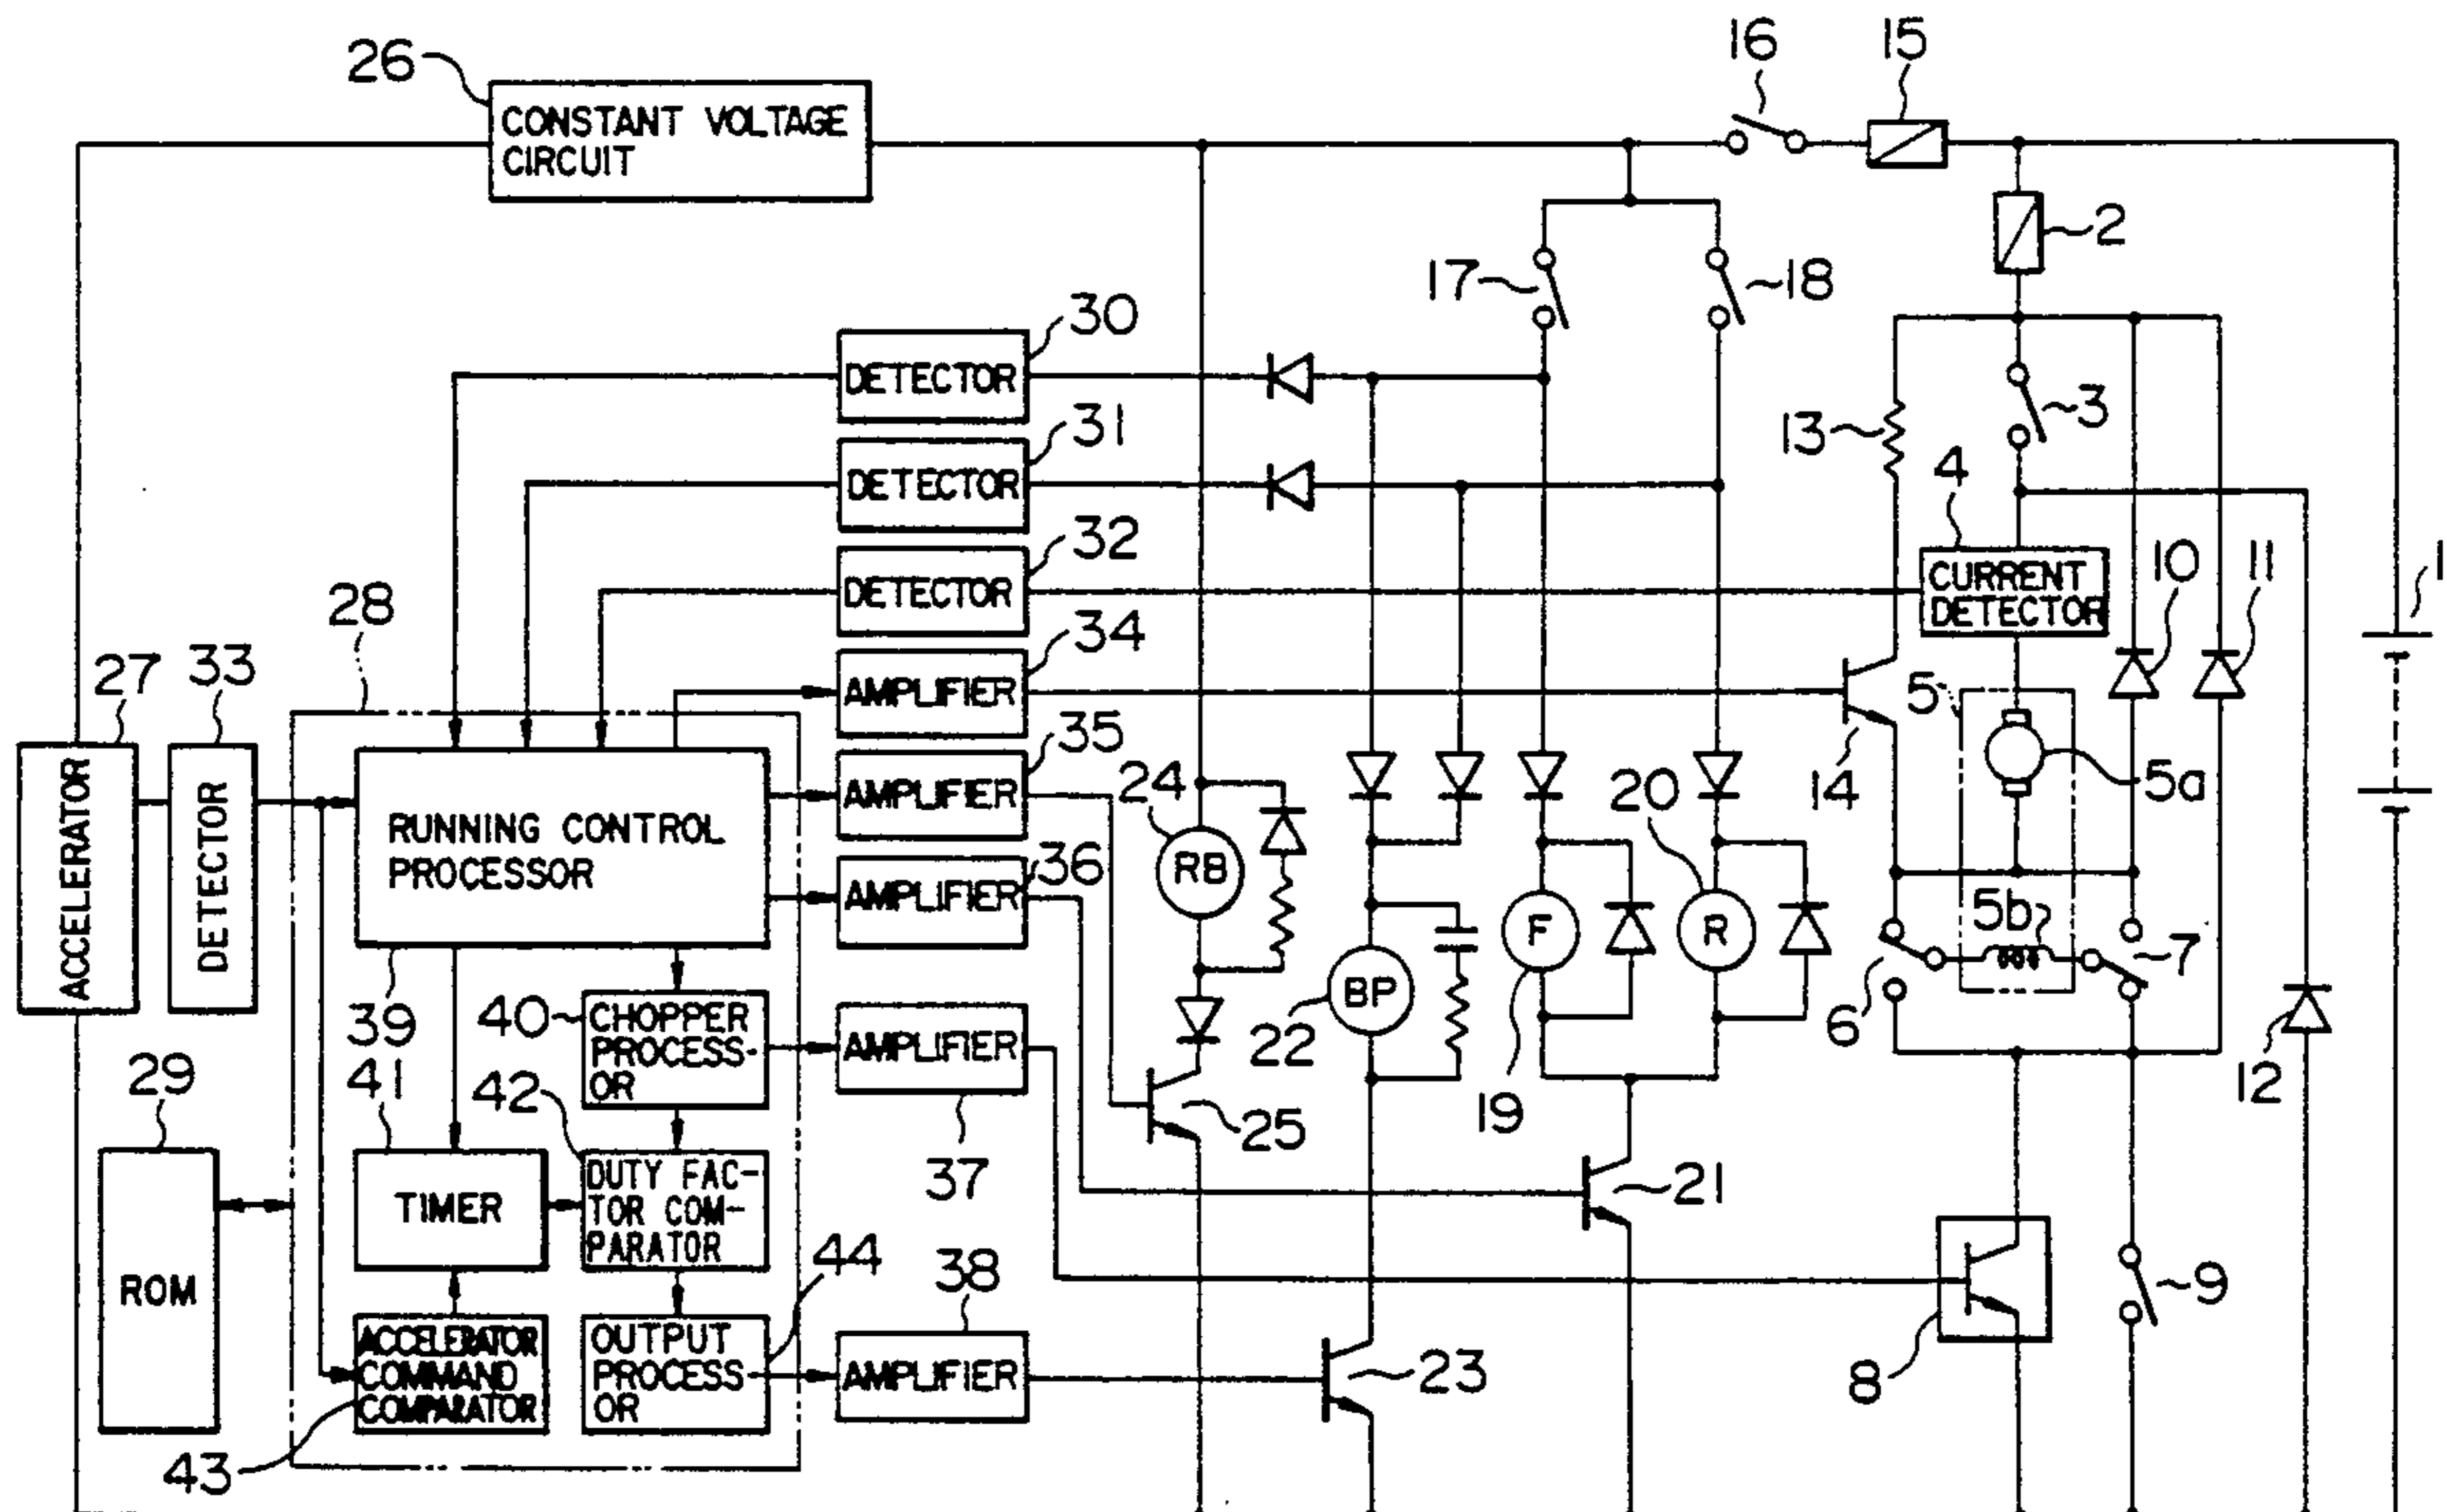 16
15
26
CONSTANT VOLTAGE
CIRCUIT
2
17
18
30
DETECTOR
3
31
13
DETECTOR
4
32
10
11
1
DETECTOR
CURRENT
DETECTOR
28
34
27
33
AMPLIFIER
5
35
14
5a
AMPLIFIER
24
20
ACCELERATOR
DETECTOR
RUNNING CONTROL
PROCESSOR
36
AMPLIFIER
RB
F
R
5b
7
39
40
CHOPPER
PROCESS-
OR
AMPLIFIER
22
BP
19
6
12
29
41
42
25
37
ROM
TIMER
DUTY FAC-
TOR COM-
PARATOR
21
44
38
9
ACCELERATOR
COMMAND
COMPARATOR
OUTPUT
PROCESS-
OR
AMPLIFIER
23
8
43